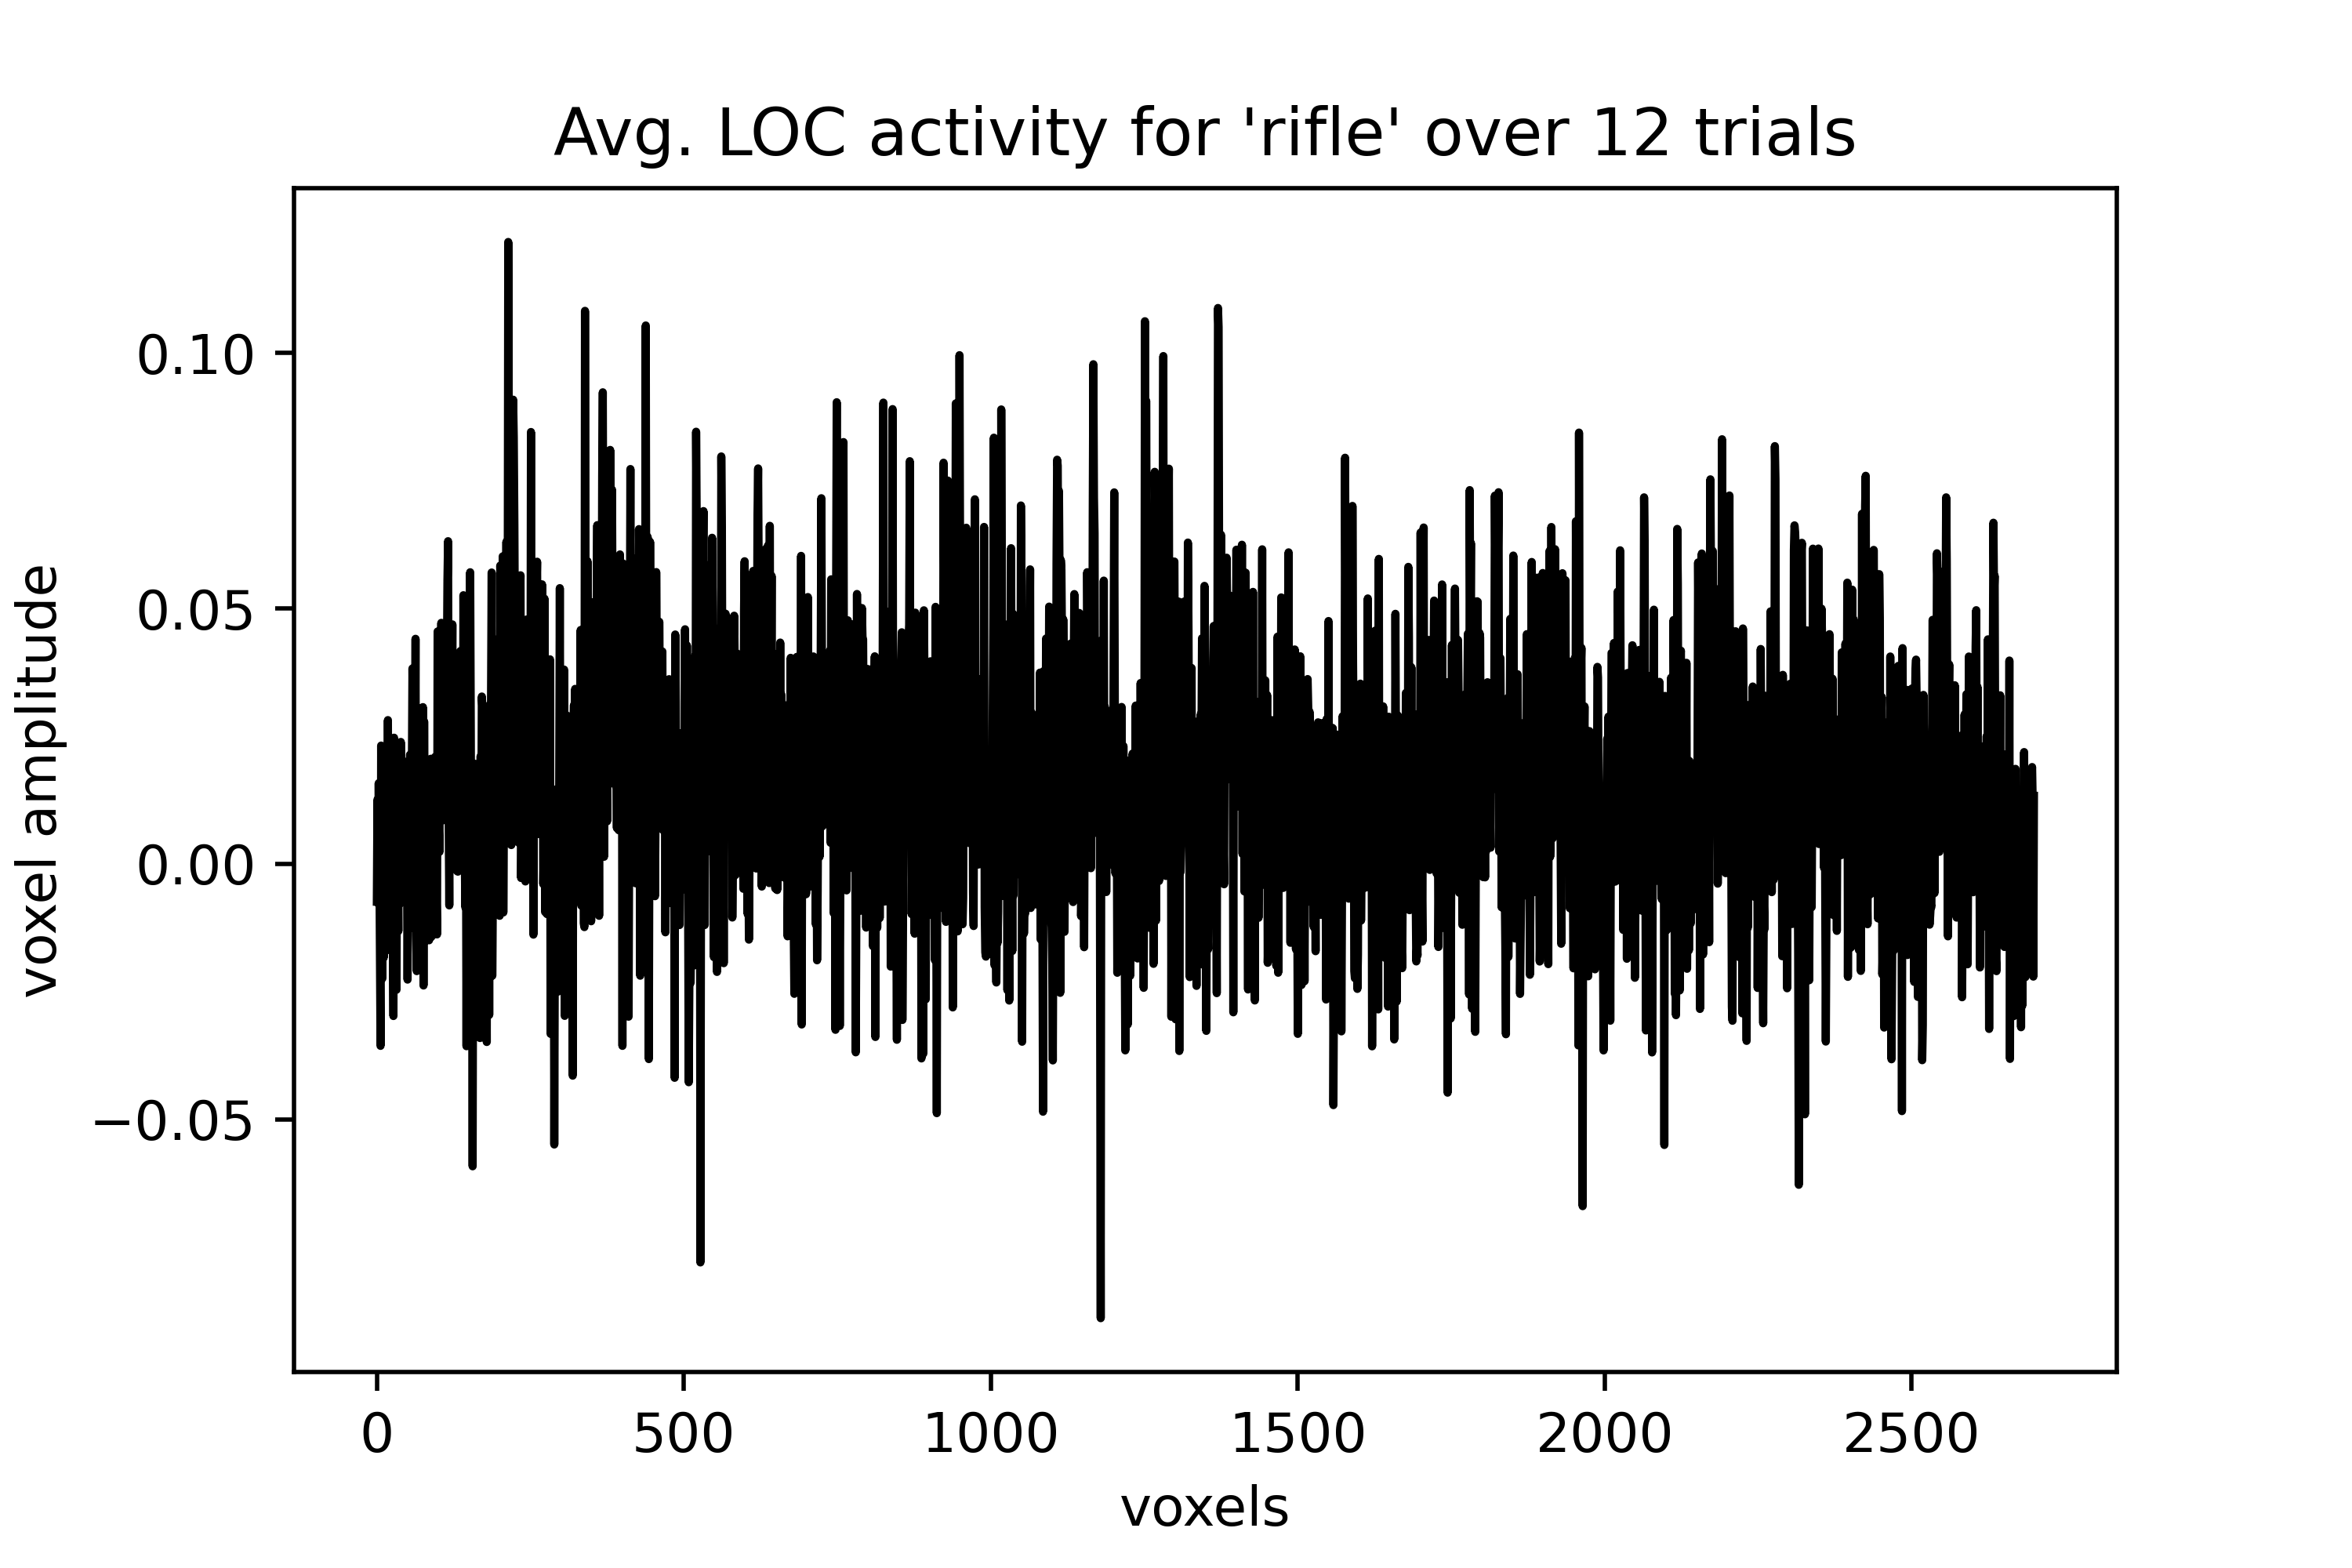 Avg. LOC activity for 'rifle' over 12 trials
voxel amplitude
0.10
0.05
0.00
−0.05
0 500 1000 1500 2000 2500
voxels